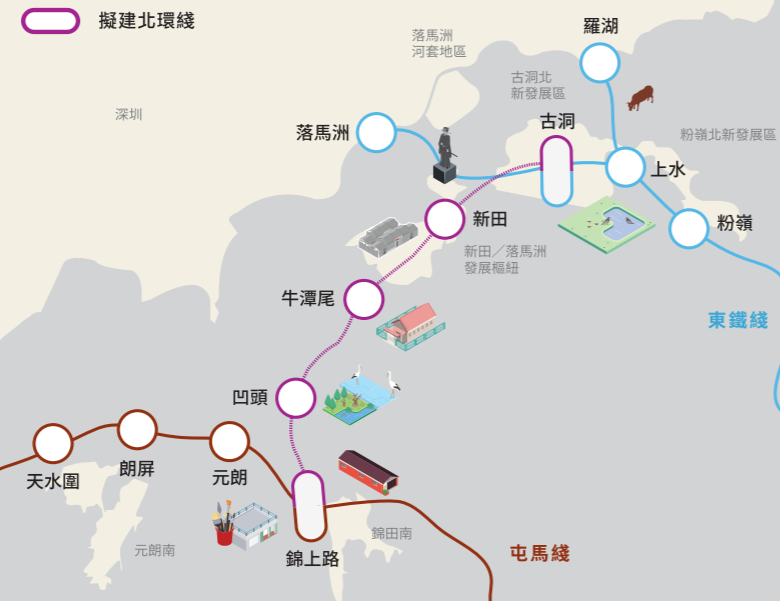 擬建北環綫
羅湖
落馬洲
河套地區
古洞北
新發展區
深圳
古洞
落馬洲
粉嶺北新發展區
上水
新田
粉嶺
新田／落馬洲
發展樞紐
牛潭尾
東鐵綫
凹頭
朗屏
元朗
天水圍
錦田南
元朗南
錦上路
屯馬綫